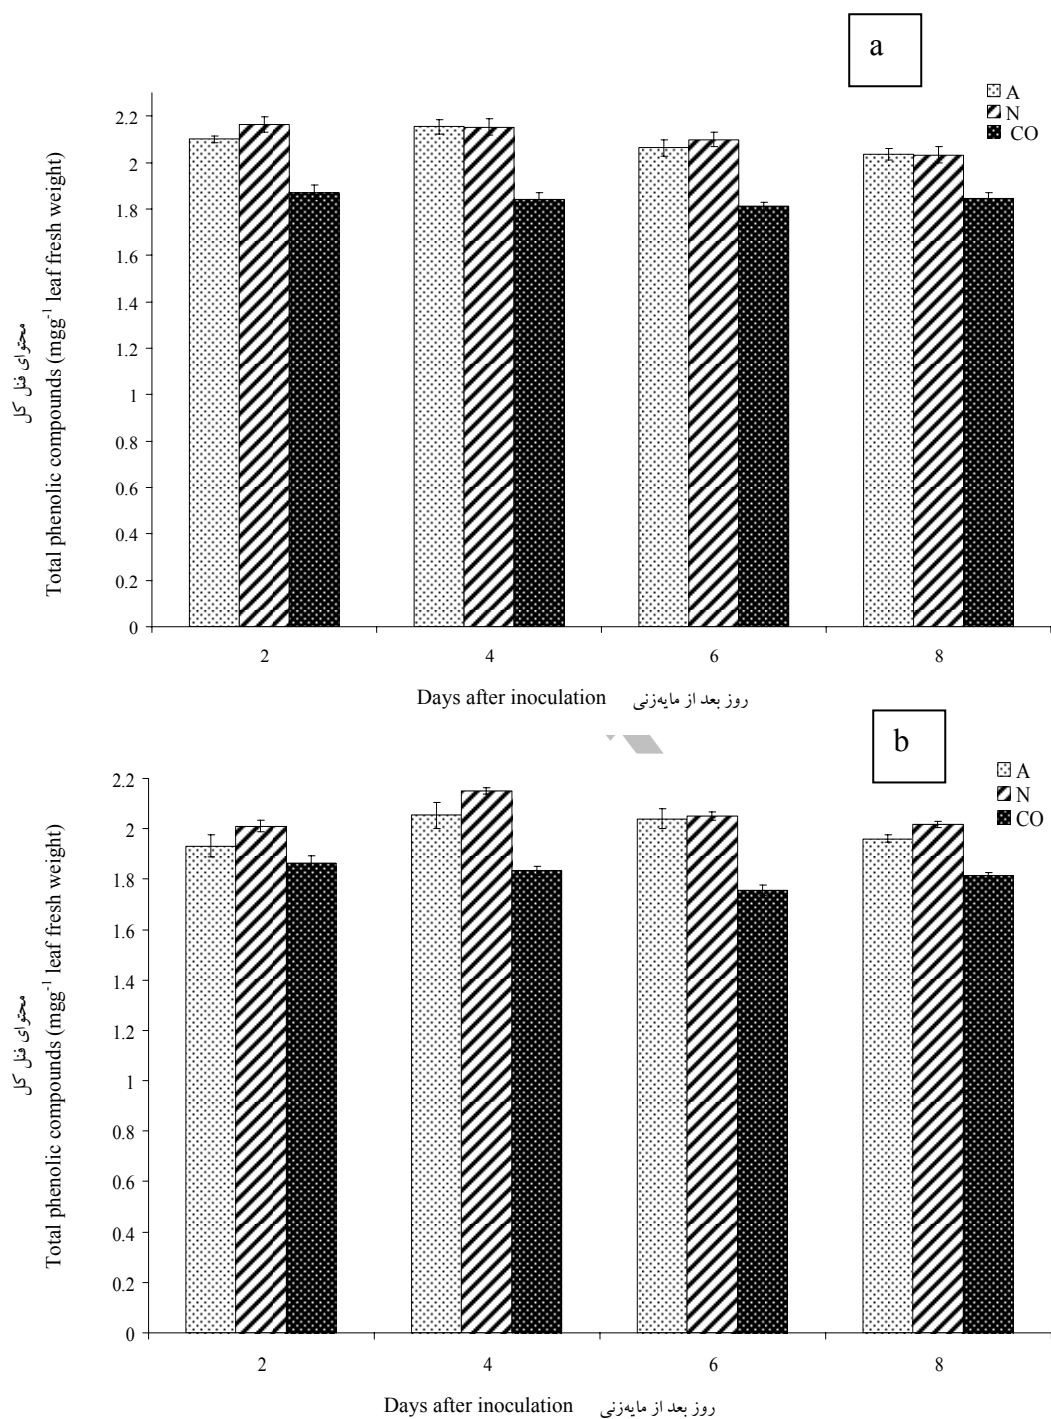 a
A
N
CO
2.2
2
1.8
1.6
1.4
1.2
1
0.8
0.6
0.4
0.2
0
محتوای فنل کل
Total phenolic compounds (mgg-1 leaf fresh weight)
2 4 6 8
Days after inoculation روز بعد از مایه‌زنی
b
A
N
CO
2.2
2
1.8
1.6
1.4
1.2
1
0.8
0.6
0.4
0.2
0
محتوای فنل کل
Total phenolic compounds (mgg-1 leaf fresh weight)
2 4 6 8
Days after inoculation روز بعد از مایه‌زنی